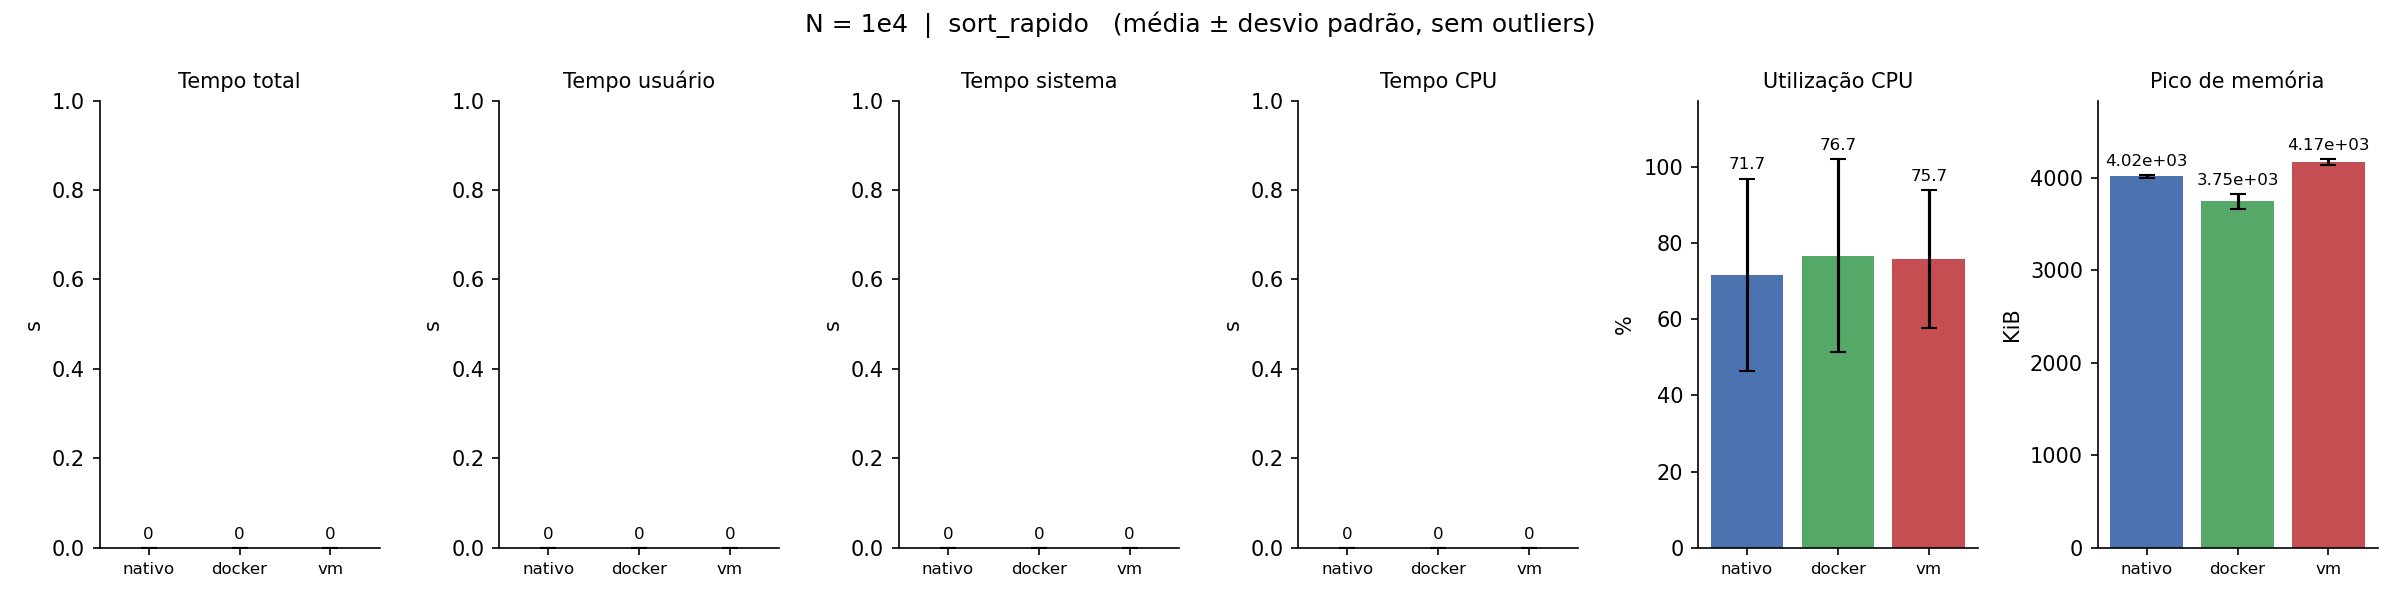 N = 1e4 | sort_rapido (média ± desvio padrão, sem outliers)
Tempo total
1.0
0.8
0.6
0.4
0.2
0.0
s
0 0 0
nativo docker vm
Tempo usuário
1.0
0.8
0.6
0.4
0.2
0.0
s
0 0 0
nativo docker vm
Tempo sistema
1.0
0.8
0.6
0.4
0.2
0.0
s
0 0 0
nativo docker vm
Tempo CPU
1.0
0.8
0.6
0.4
0.2
0.0
s
0 0 0
nativo docker vm
Utilização CPU
100
80
60
40
20
0
%
71.7 76.7 75.7
nativo docker vm
Pico de memória
4000
3000
2000
1000
0
KiB
4.02e+03 3.75e+03 4.17e+03
nativo docker vm